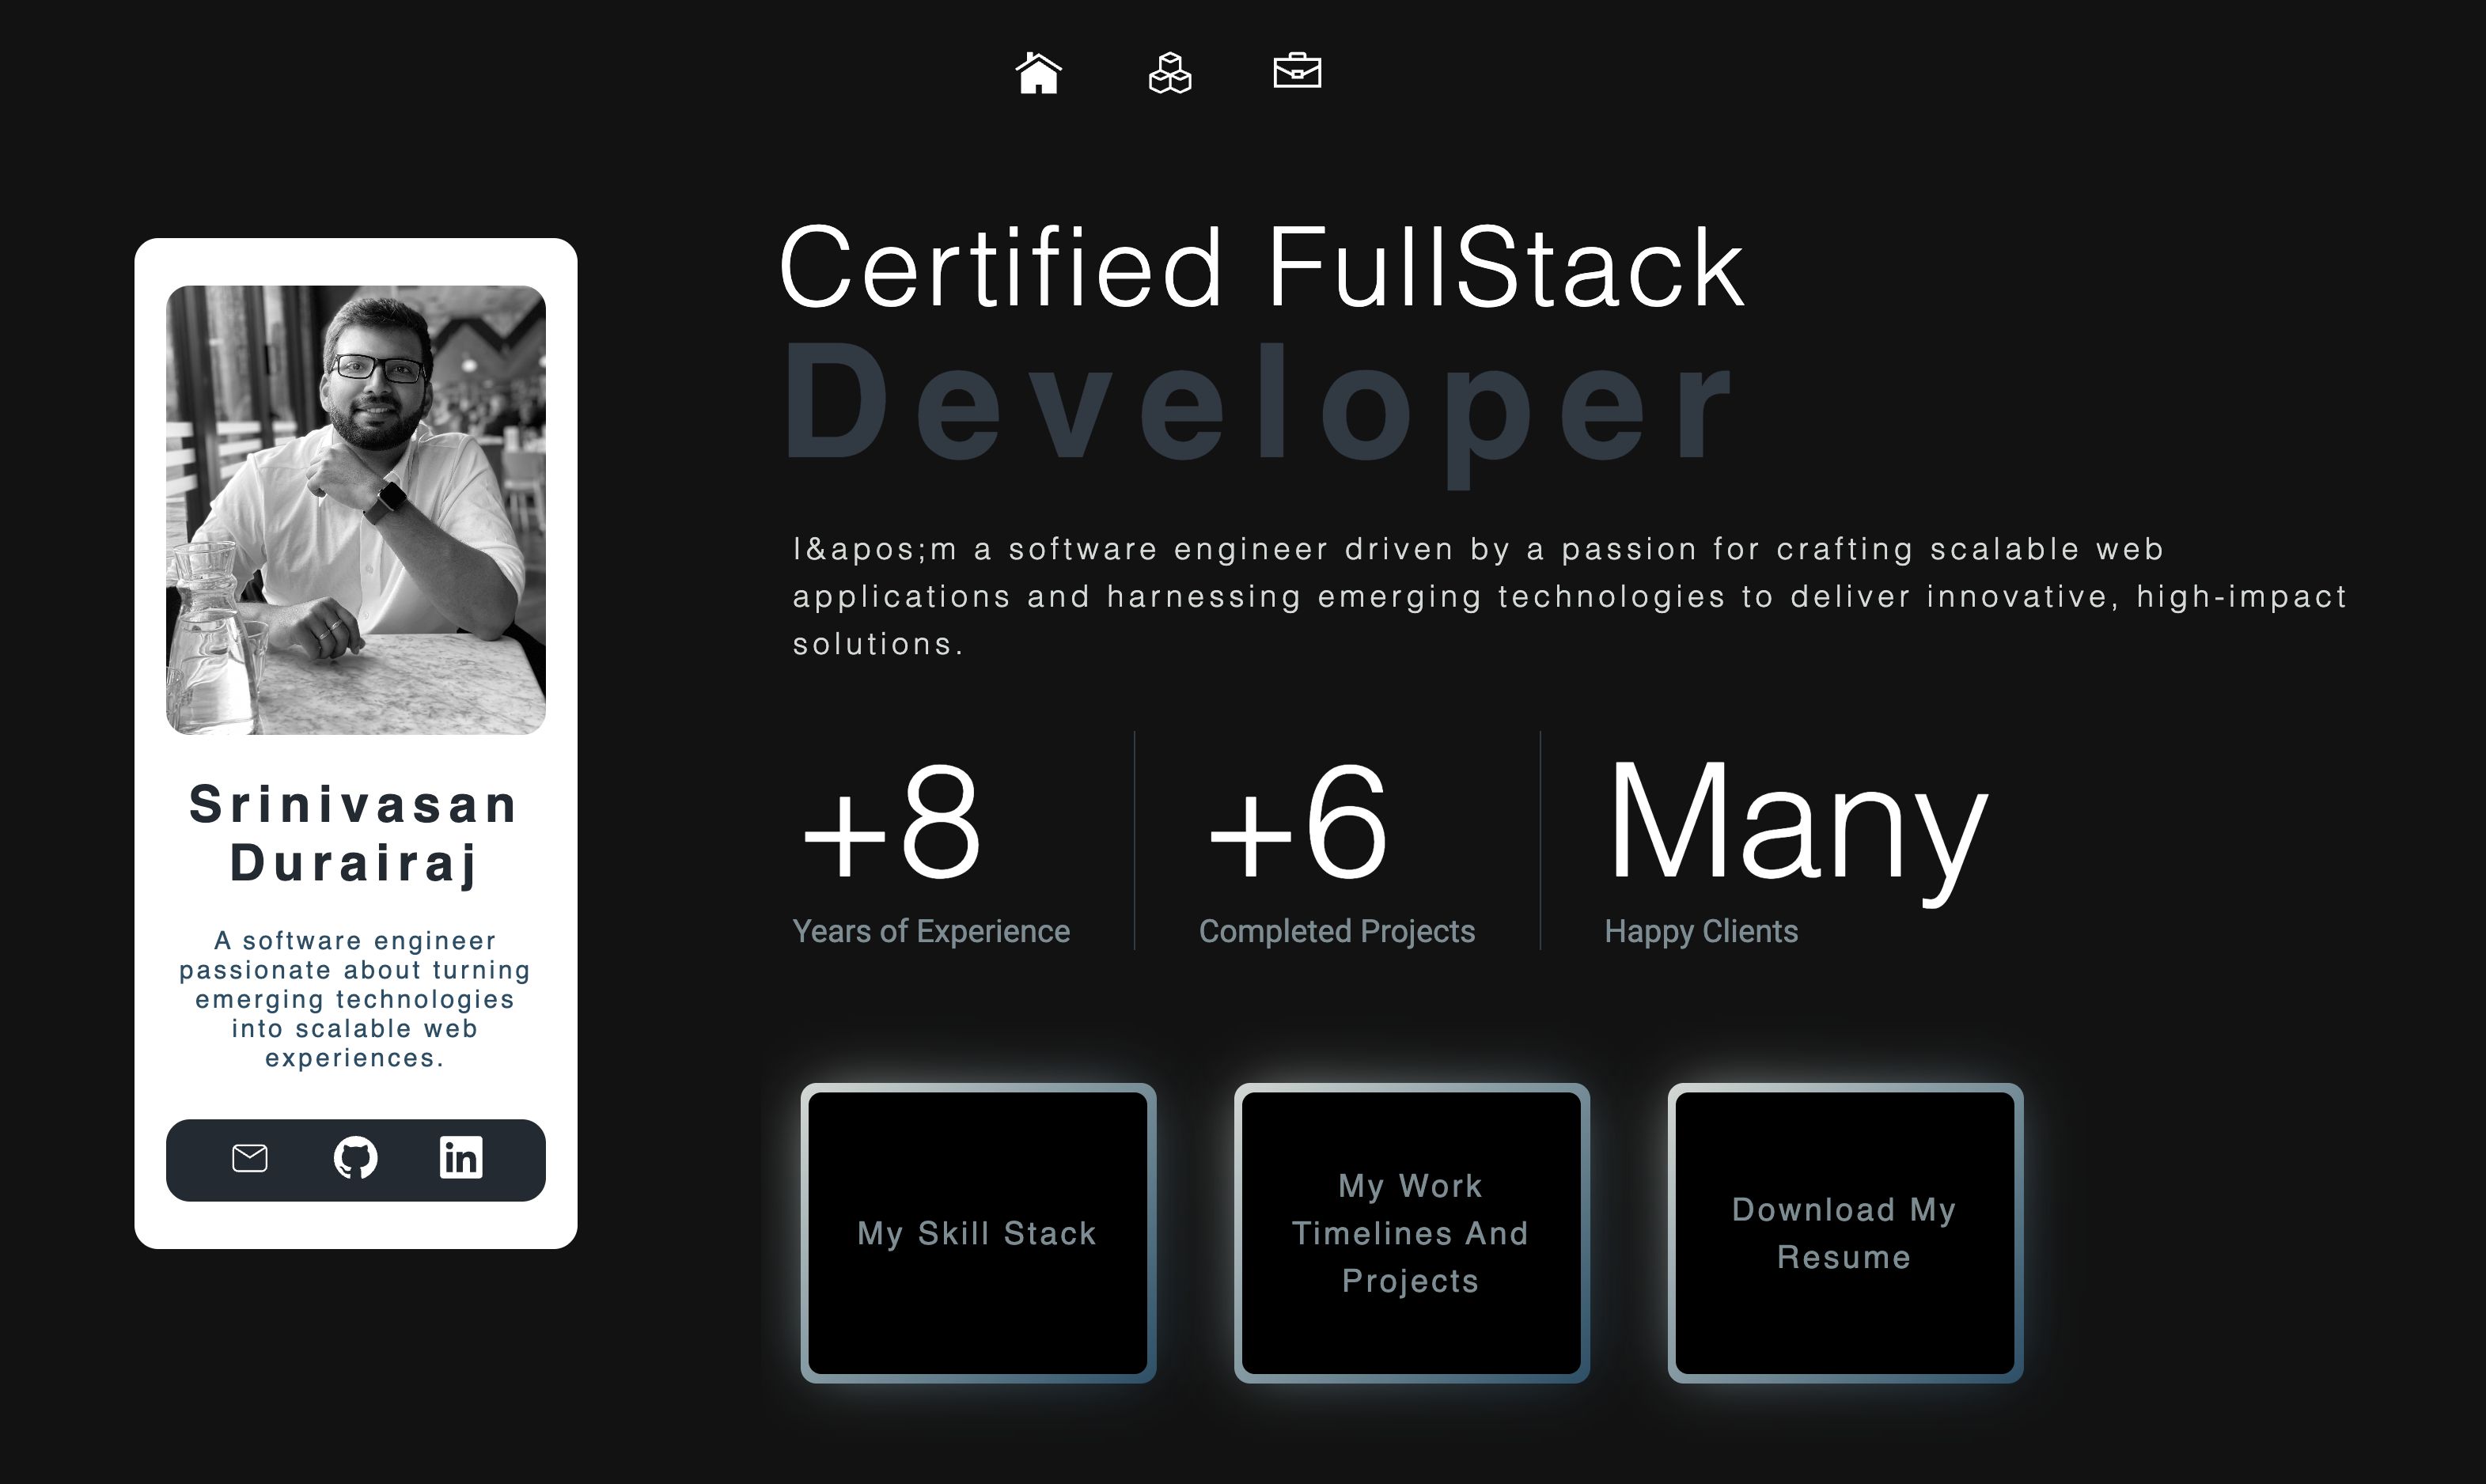 Certified FullStack
Developer
I&apos;m a software engineer driven by a passion for crafting scalable web
applications and harnessing emerging technologies to deliver innovative, high-impact
solutions.
+8
Years of Experience
+6
Completed Projects
Many
Happy Clients
My Skill Stack
My Work
Timelines And
Projects
Download My
Resume
Srinivasan
Durairaj
A software engineer
passionate about turning
emerging technologies
into scalable web
experiences.
in